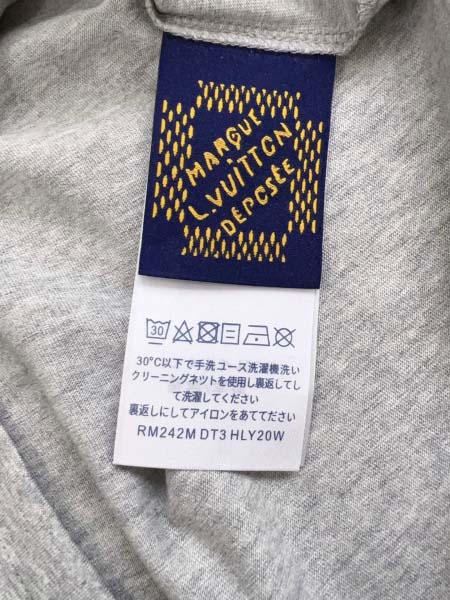 MARQUE
L.VUITTON
DÉPOSÉE
30
30°C以下で手洗ユース洗濯機洗い
クリーニングネツトを使用し裏返してし
て洗濯してください
裏返しにしてアイロンをあててださい
RM242M DT3 HLY20W